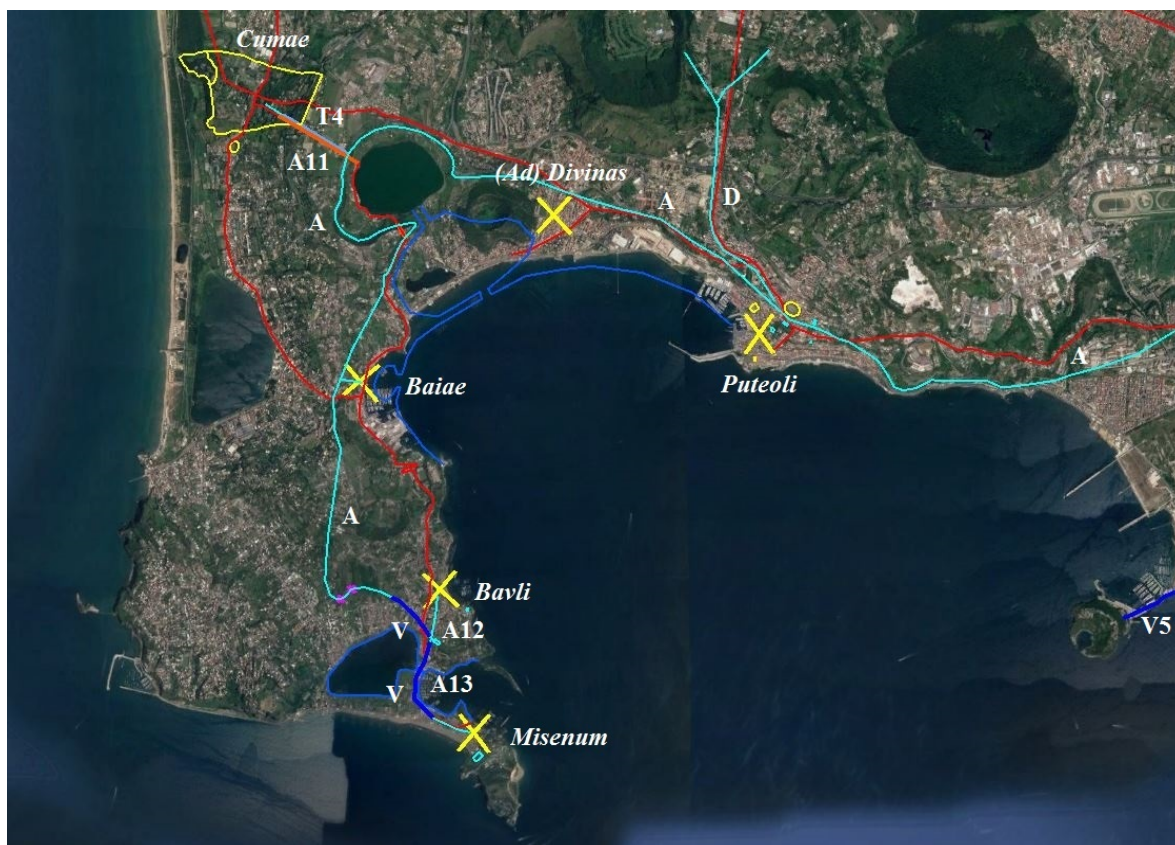 Cumae
T4
A11
(Ad) Divinas
A
D
A
Puteoli
A
Baiae
A
Bavli
V
A12
V5
A13
V
Misenum